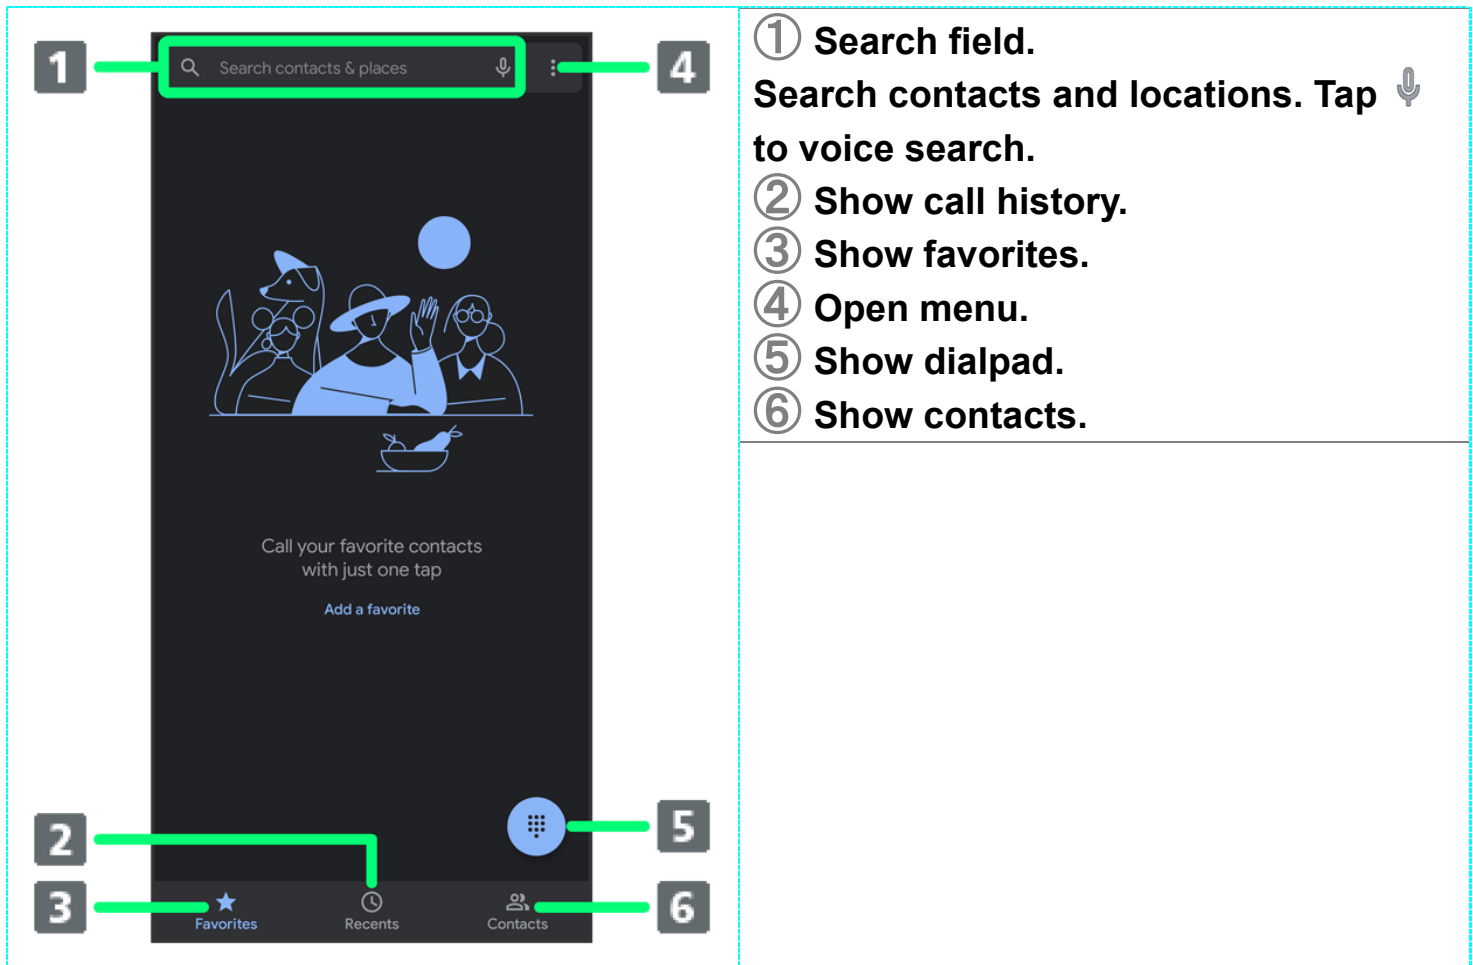 1
Search contacts & places
4
Call your favorite contacts
with just one tap
Add a favorite
2
5
3
Favorites
Recents
Contacts
6
① Search field.
Search contacts and locations. Tap
to voice search.
② Show call history.
③ Show favorites.
④ Open menu.
⑤ Show dialpad.
⑥ Show contacts.